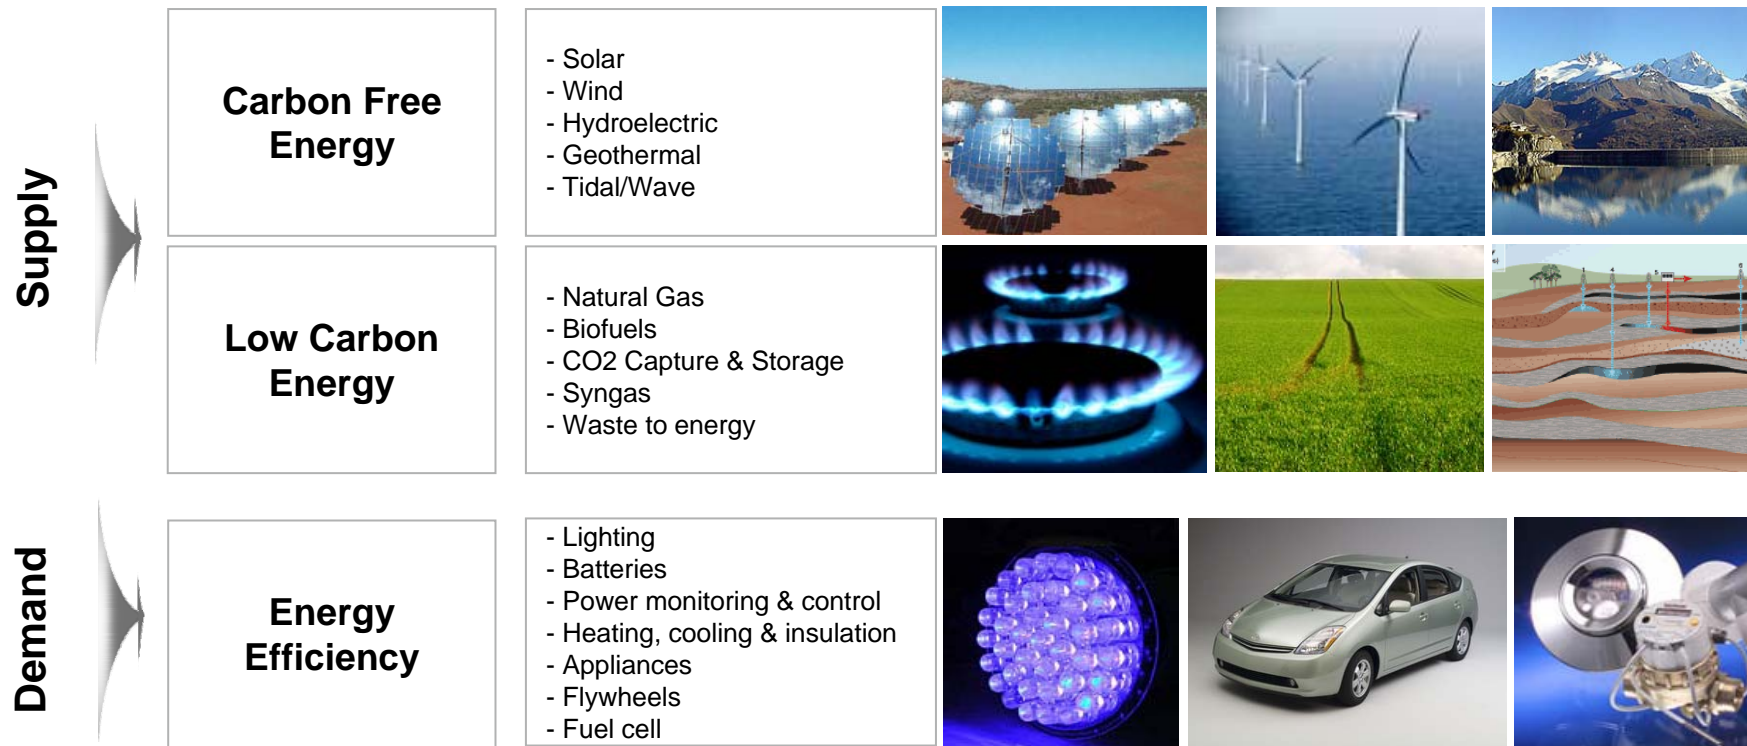 Supply
Carbon Free
Energy
- Solar
- Wind
- Hydroelectric
- Geothermal
- Tidal/Wave
Low Carbon
Energy
- Natural Gas
- Biofuels
- CO2 Capture & Storage
- Syngas
- Waste to energy
Demand
Energy
Efficiency
- Lighting
- Batteries
- Power monitoring & control
- Heating, cooling & insulation
- Appliances
- Flywheels
- Fuel cell